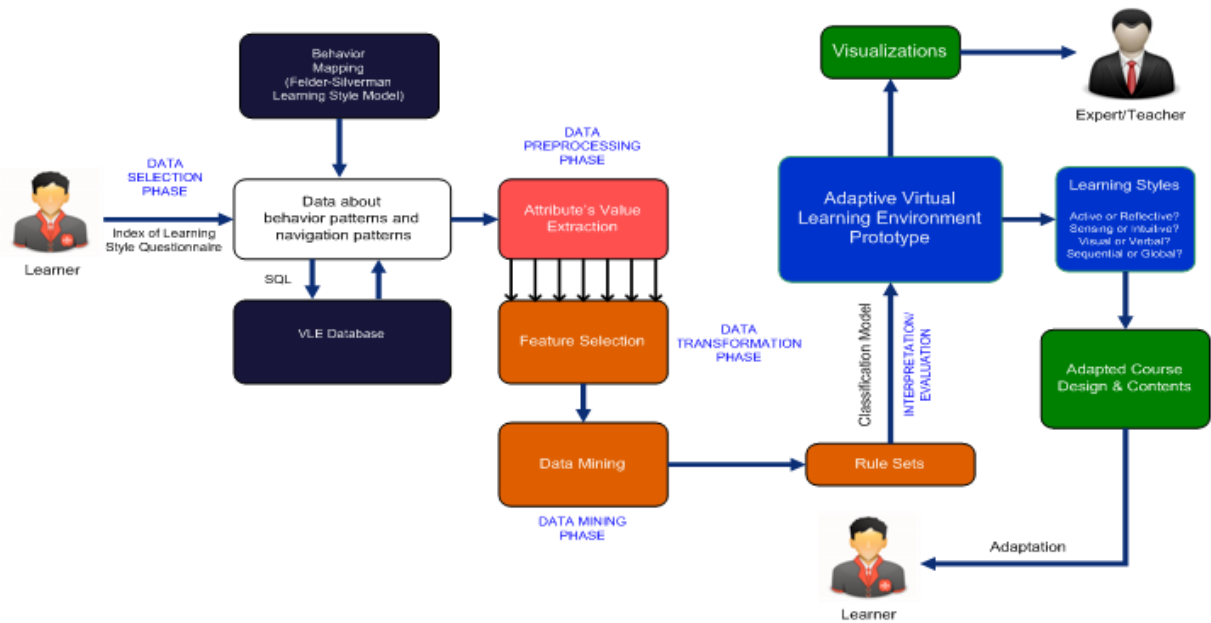 Behavior
Mapping
(Felder-Silverman
Learning Style Model)
Visualizations
Expert/Teacher
DATA
SELECTION
PHASE
DATA
PREPROCESSING
PHASE
Learner
Index of Learning
Style Questionnaire
Data about
behavior patterns and
navigation patterns
Attribute's Value
Extraction
Adaptive Virtual
Learning Environment
Prototype
Learning Styles
Active or Reflective?
Sensing or Intuitive?
Visual or Verbal?
Sequential or Global?
SQL
VLE Database
Feature Selection
DATA
TRANSFORMATION
PHASE
Classification Model
INTERPRETATION/
EVALUATION
Adapted Course
Design & Contents
Data Mining
Rule Sets
DATA MINING
PHASE
Adaptation
Learner